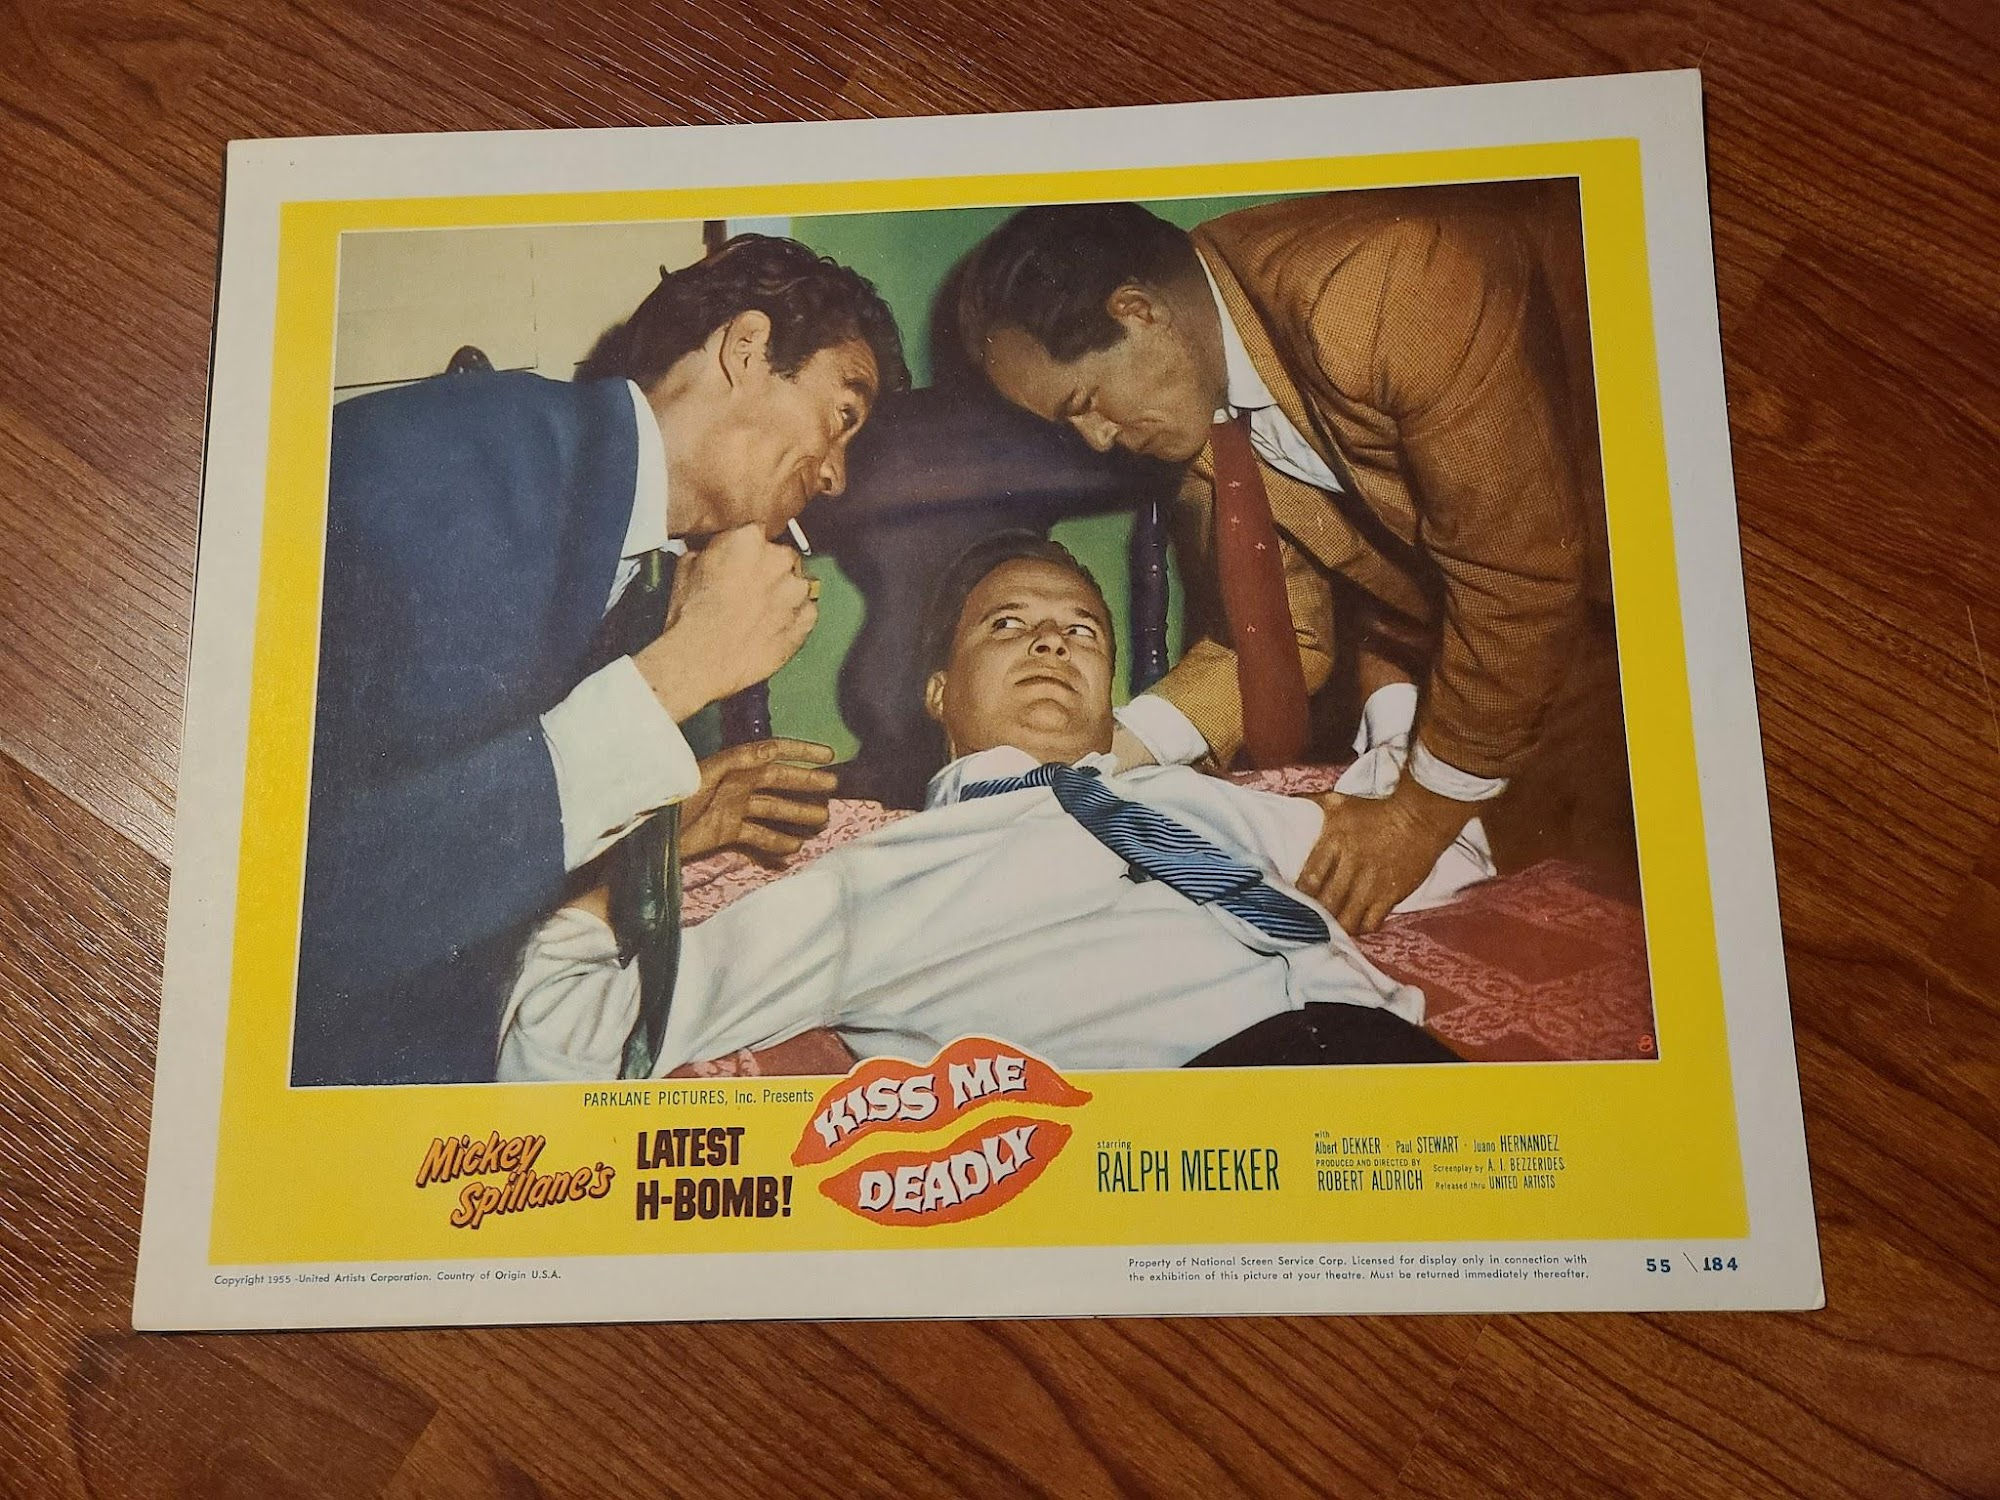 8
PARKLANE PICTURES, Inc. Presents
Mickey
Spillane's
LATEST
H-BOMB!
KISS ME
DEADLY
starring
RALPH MEEKER
with
Albert DEKKER · Paul STEWART · Juano HERNANDEZ
PRODUCED AND DIRECTED BY
ROBERT ALDRICH
Screenplay by A. I. BEZZERIDES
Released thru UNITED ARTISTS
Copyright 1955 -United Artists Corporation. Country of Origin U.S.A.
Property of National Screen Service Corp. Licensed for display only in connection with
the exhibition of this picture at your theatre. Must be returned immediately thereafter.
55 \ 184